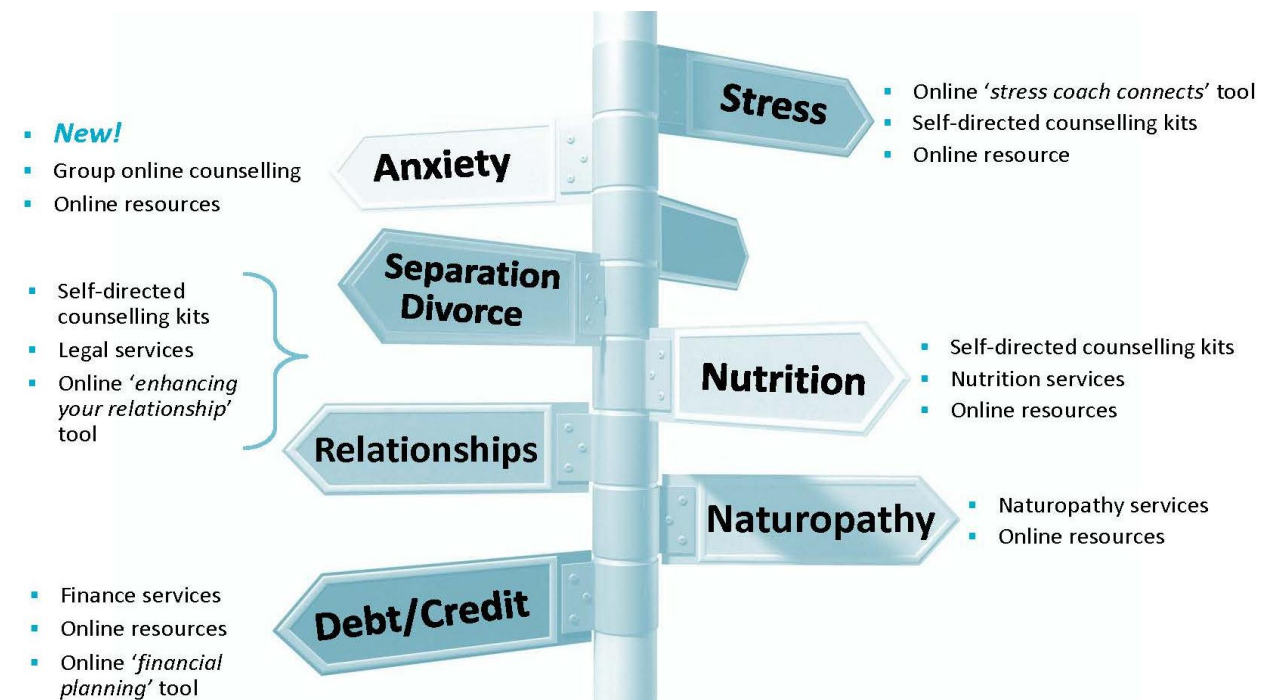 New!
Group online counselling
Online resources
Anxiety
Stress
Online ‘stress coach connects’ tool
Self-directed counselling kits
Online resource
Self-directed
counselling kits
Legal services
Online ‘enhancing
your relationship’
tool
Separation
Divorce
Relationships
Nutrition
Self-directed counselling kits
Nutrition services
Online resources
Naturopathy
Naturopathy services
Online resources
Finance services
Online resources
Online ‘financial
planning’ tool
Debt/Credit